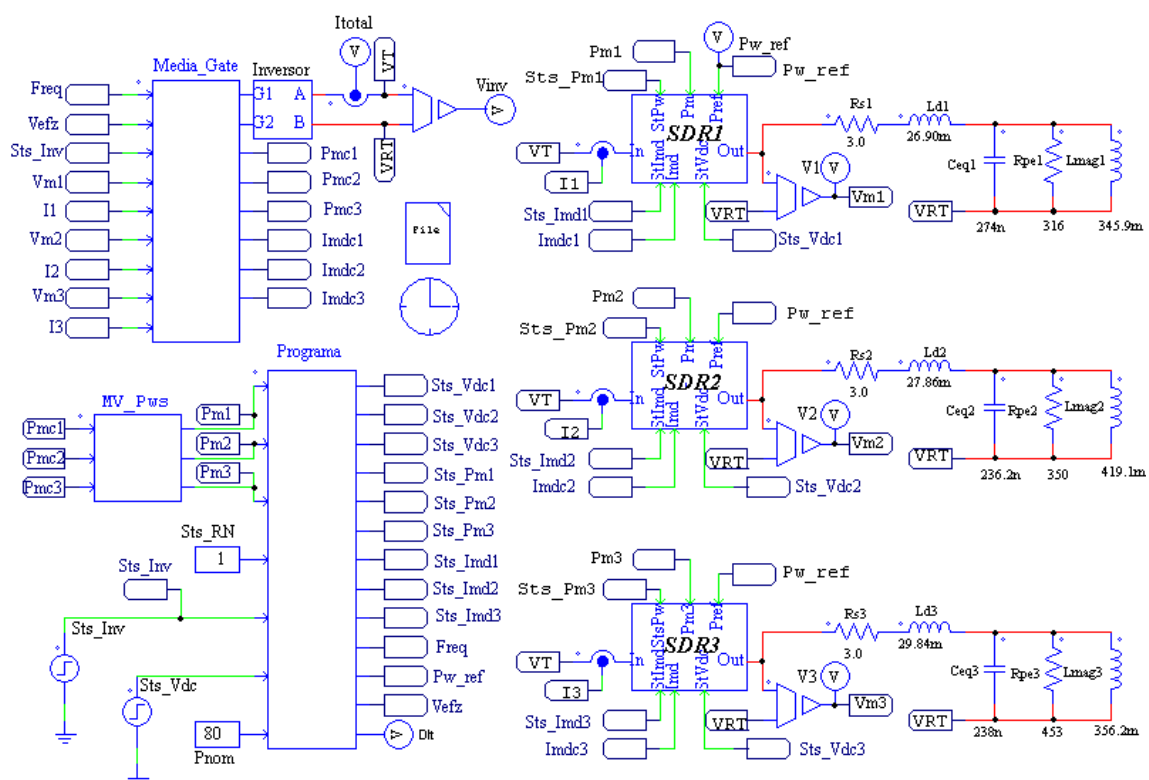 Itotal
V
VT
Media_Gate
Inversor
Freq
Vefz
Sts_Inv
Vm1
I1
Vm2
I2
Vm3
I3
G1
A
G2
B
VRT
Vinv
V
Pmc1
Pmc2
Pmc3
Imdc1
Imdc2
Imdc3
File
Programa
MV_Pws
Pmc1
Pmc2
Pmc3
Pm1
Pm2
Pm3
Sts_RN
1
Sts_Inv
Sts_Inv
Sts_Vdc
80
Pnom
Sts_Vdc1
Sts_Vdc2
Sts_Vdc3
Sts_Pm1
Sts_Pm2
Sts_Pm3
Sts_Imd1
Sts_Imd2
Sts_Imd3
Freq
Pw_ref
Vefz
V
Dlt
Pm1
V
Pw_ref
Pw_ref
Sts_Pm1
StPw
Pm
Pref
SDR1
VT
In
Out
I1
StImd
Imd
StVdc
Sts_Imd1
Imdc1
VRT
Sts_Vdc1
V1
V
Vm1
Rs1
3.0
Ld1
26.90m
Ceq1
274n
Rpe1
316
Lmag1
345.9m
VRT
Pm2
Pw_ref
Sts_Pm2
StPw
Pm
Pref
SDR2
VT
In
Out
I2
StImd
Imd
StVdc
Sts_Imd2
Imdc2
VRT
Sts_Vdc2
V2
V
Vm2
Rs2
3.0
Ld2
27.86m
Ceq2
236.2n
Rpe2
350
Lmag2
419.1m
VRT
Pm3
Pw_ref
Sts_Pm3
StsPw
Pm3
Pref
SDR3
VT
In
Out
I3
StImd
Imd
StVdc
Sts_Imd3
Imdc3
VRT
Sts_Vdc3
V3
V
Vm3
Rs3
3.0
Ld3
29.84m
Ceq3
238n
Rpe3
453
Lmag3
356.2m
VRT